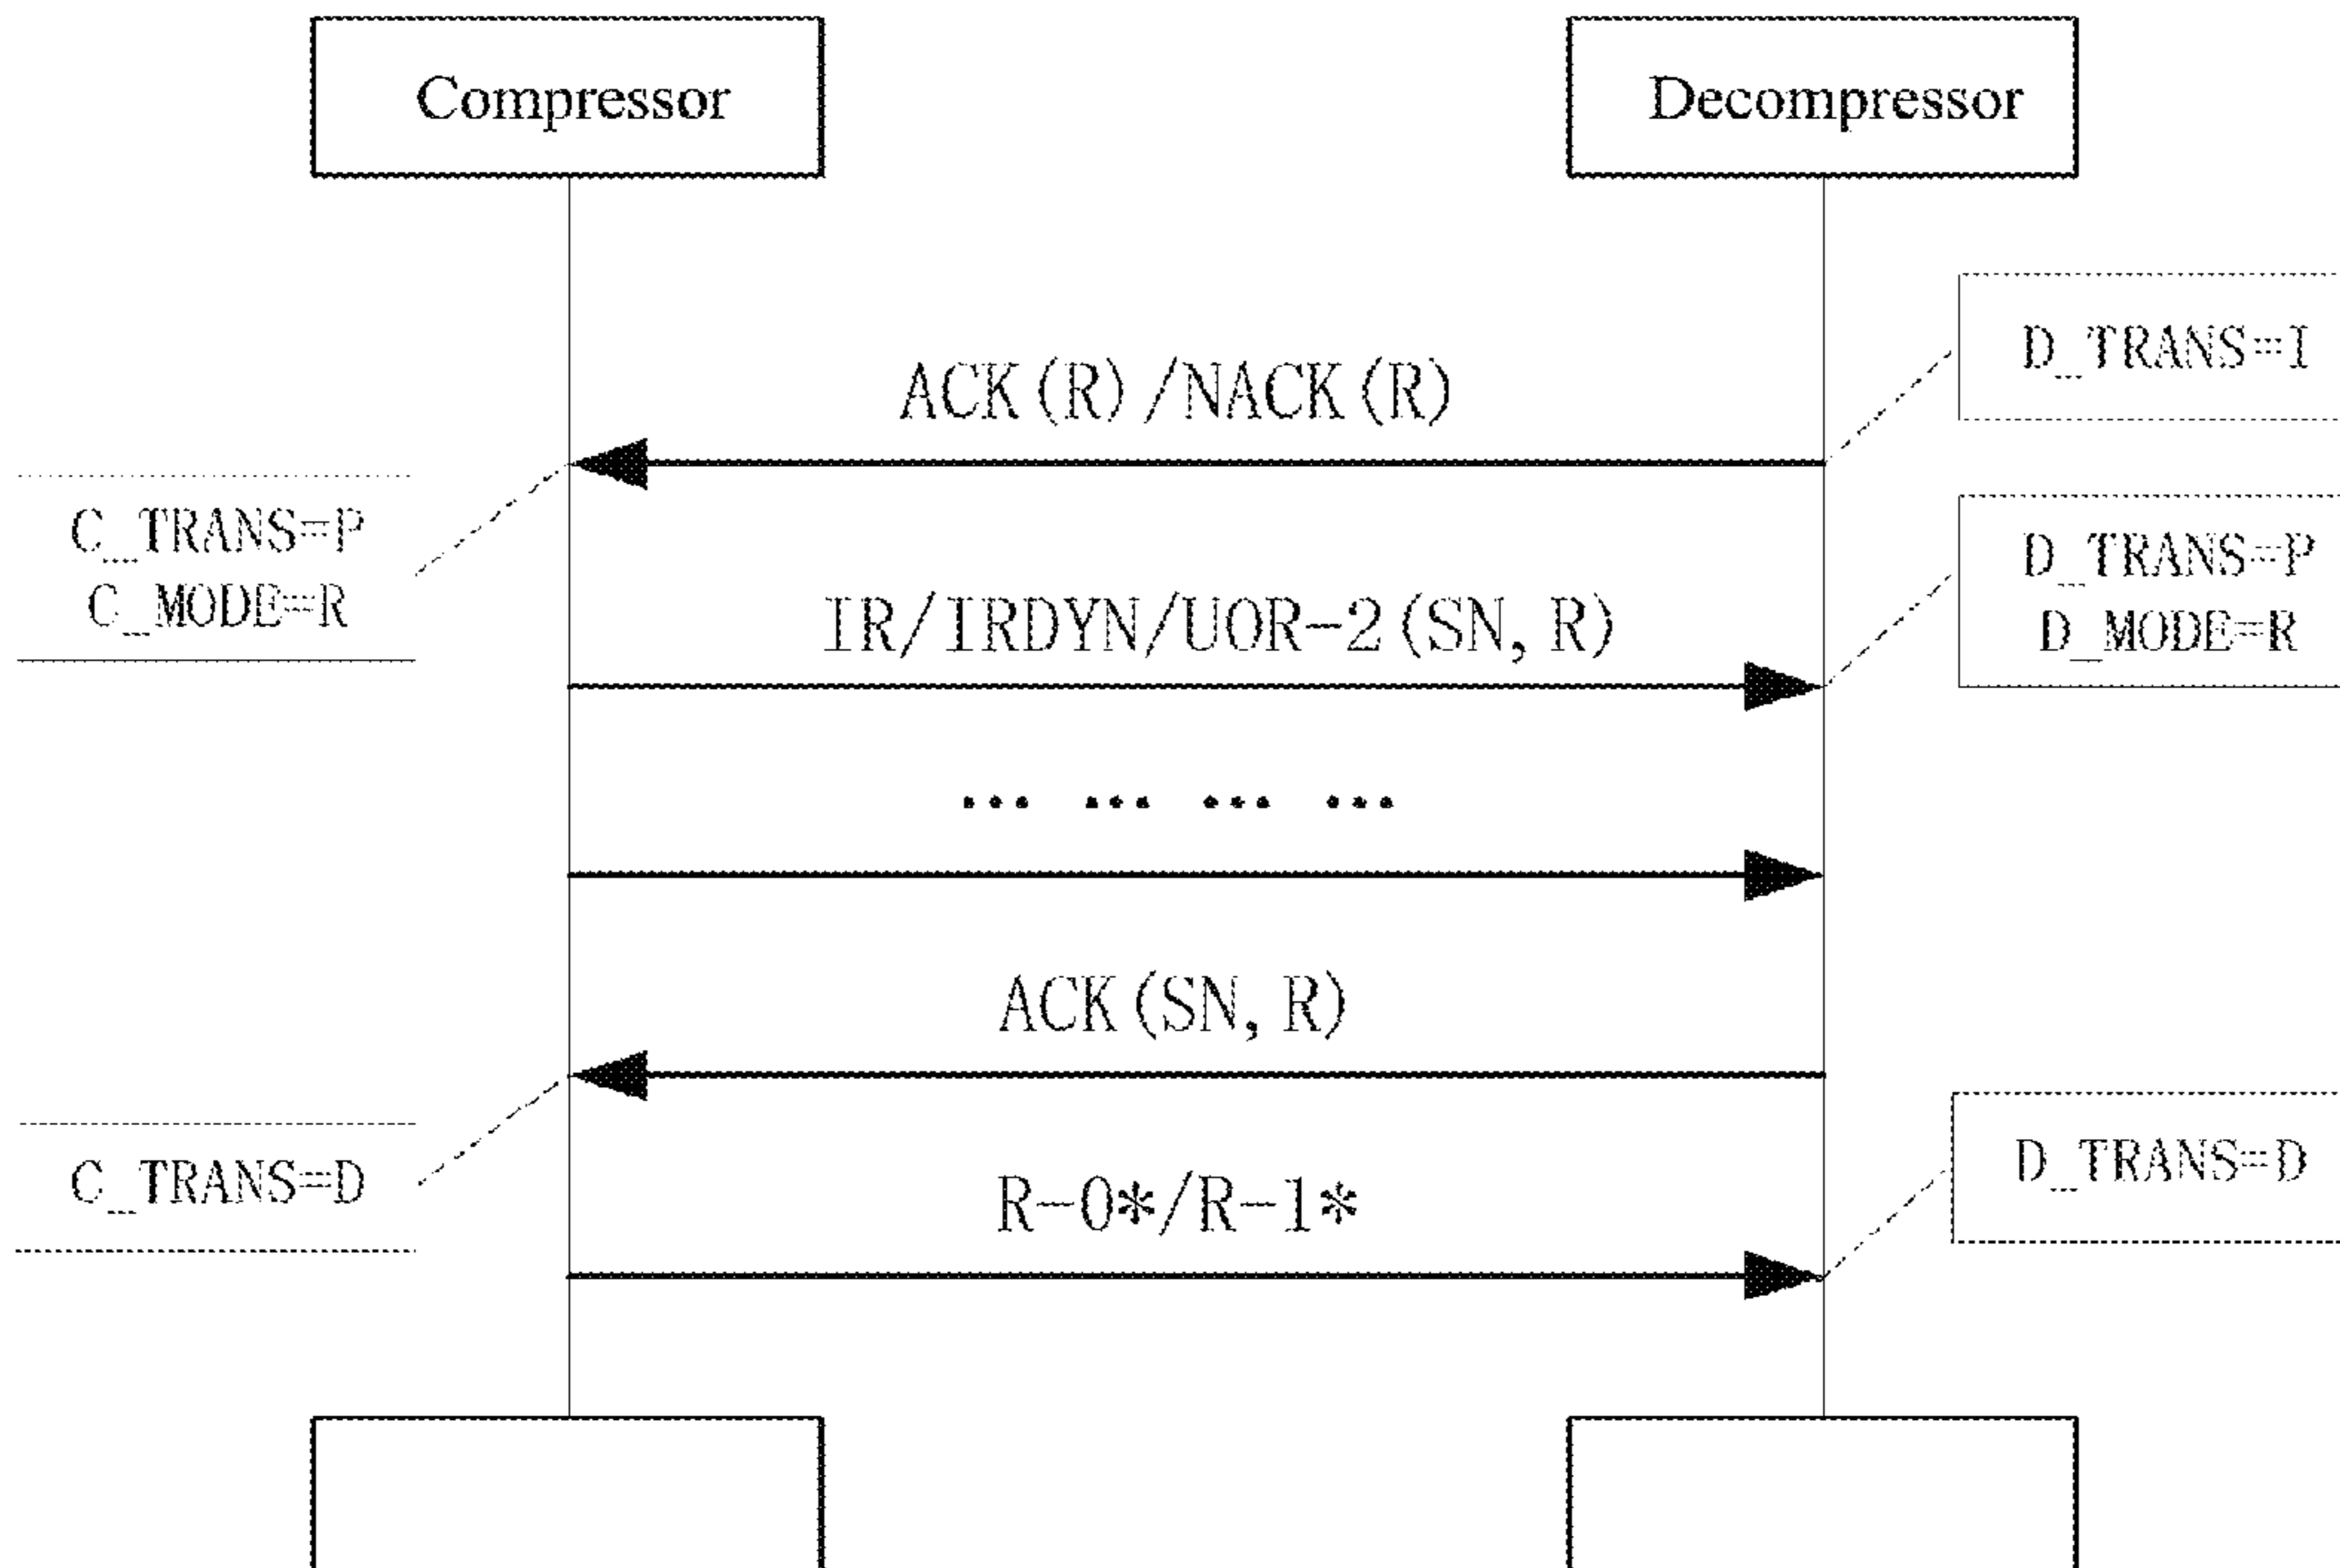 Compressor
Decompressor
D_TRANS=I
ACK(R)/NACK(R)
C_TRANS=P
C_MODE=R
D_TRANS=P
D_MODE=R
IR/IRDYN/UOR-2(SN, R)
... ... ... ...
ACK(SN, R)
C_TRANS=D
D_TRANS=D
R-0*/R-1*